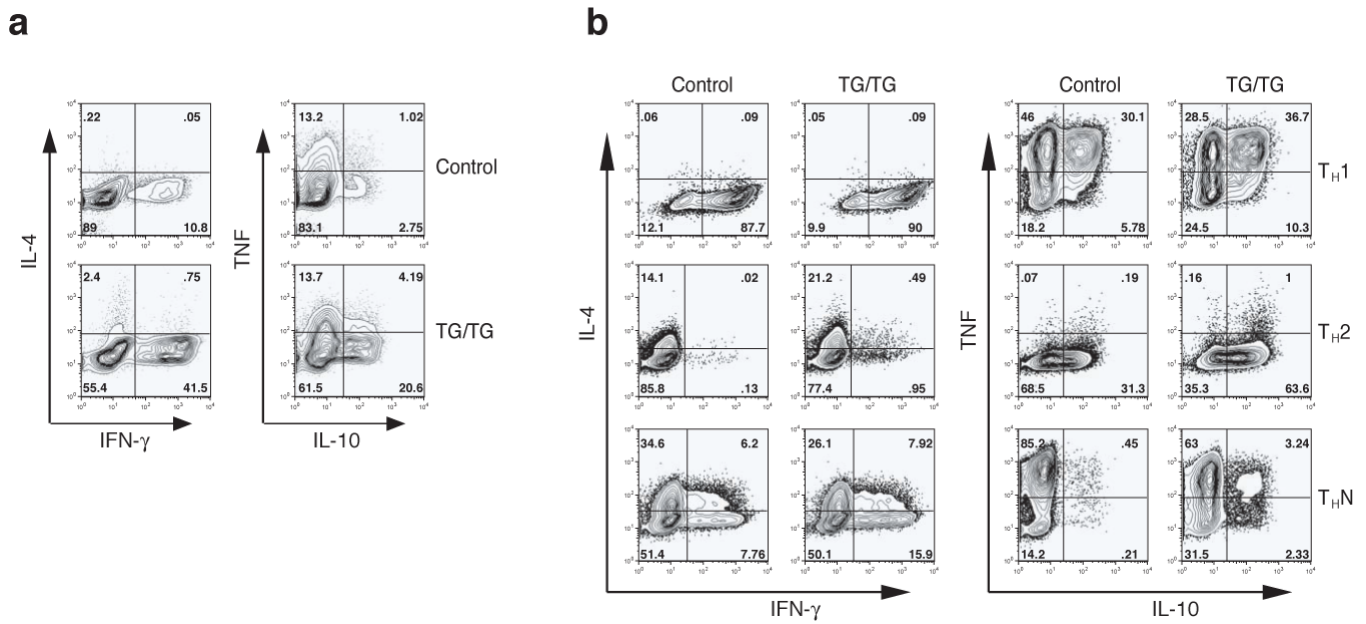 a
b
Control TG/TG
Control TG/TG
.22 .05
89 10.8
13.2 1.02
83.1 2.75
Control
2.4 .75
55.4 41.5
13.7 4.19
61.5 20.6
TG/TG
IL-4
IFN-γ
TNF
IL-10
.06 .09
12.1 87.7
.05 .09
9.9 90
46 30.1
18.2 5.78
28.5 36.7
24.5 10.3
TH1
14.1 .02
85.8 .13
21.2 .49
77.4 .95
.07 .19
68.5 31.3
.16 1
35.3 63.6
TH2
34.6 6.2
51.4 7.76
26.1 7.92
50.1 15.9
85.2 .45
14.2 .21
63 3.24
31.5 2.33
THN
IL-4
IFN-γ
TNF
IL-10